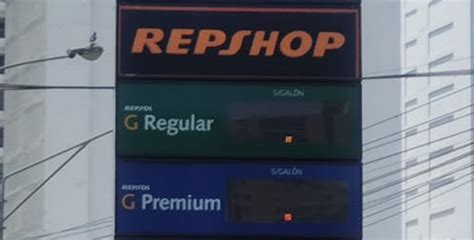 REPSHOP
S/GALÓN
REPSOL
G Regular
S/GALÓN
REPSOL
G Premium